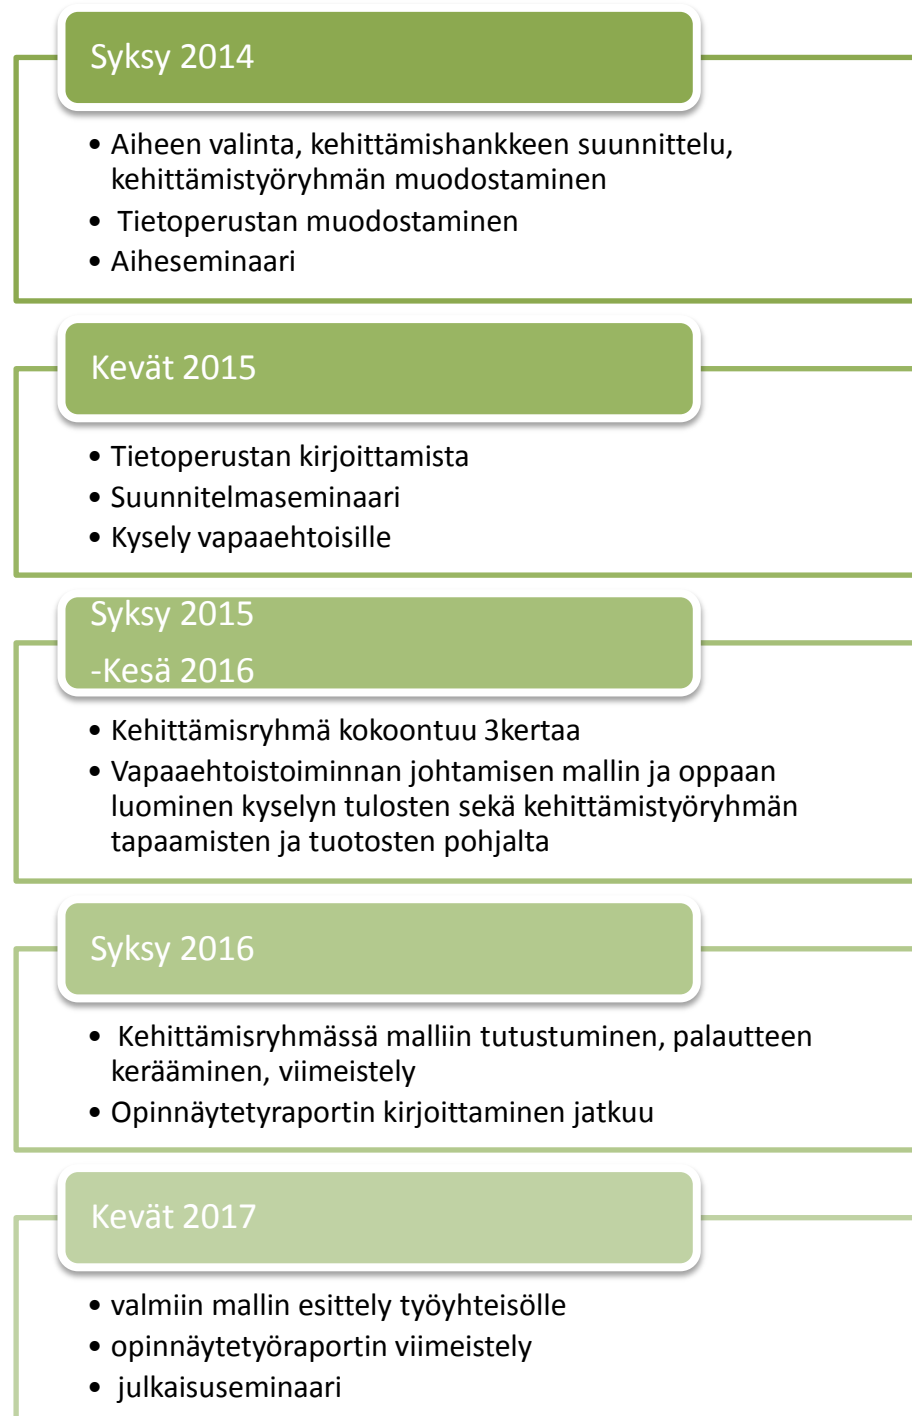 Syksy 2014
• Aiheen valinta, kehittämishankkeen suunnittelu,
kehittämistyöryhmän muodostaminen
• Tietoperustan muodostaminen
• Aiheseminaari
Kevät 2015
• Tietoperustan kirjoittamista
• Suunnitelmaseminaari
• Kysely vapaaehtoisille
Syksy 2015
-Kesä 2016
• Kehittämisryhmä kokoontuu 3kertaa
• Vapaaehtoistoiminnan johtamisen mallin ja oppaan
luominen kyselyn tulosten sekä kehittämistyöryhmän
tapaamisten ja tuotosten pohjalta
Syksy 2016
• Kehittämisryhmässä malliin tutustuminen, palautteen
kerääminen, viimeistely
• Opinnäytetyraportin kirjoittaminen jatkuu
Kevät 2017
• valmiin mallin esittely työyhteisölle
• opinnäytetyöraportin viimeistely
• julkaisuseminaari